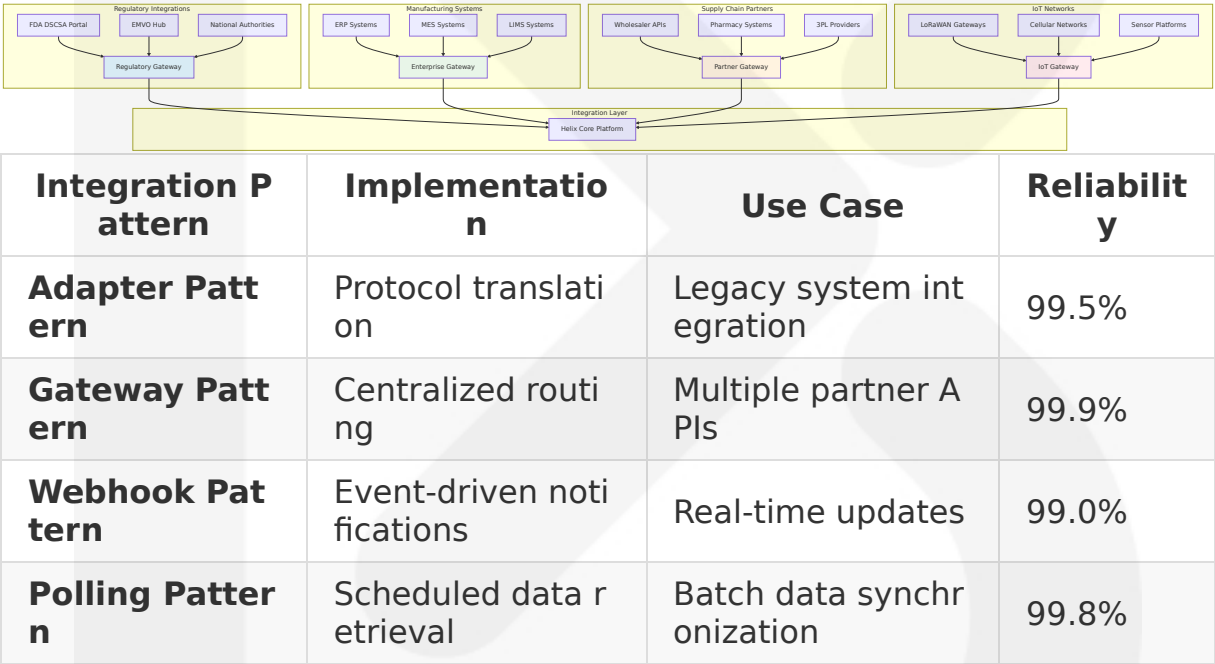 Regulatory Integrations
FDA DSCSA Portal
EMVO Hub
National Authorities
Regulatory Gateway
Manufacturing Systems
ERP Systems
MES Systems
LIMS Systems
Enterprise Gateway
Supply Chain Partners
Wholesaler APIs
Pharmacy Systems
3PL Providers
Partner Gateway
IoT Networks
LoRaWAN Gateways
Cellular Networks
Sensor Platforms
IoT Gateway
Integration Layer
Helix Core Platform
Integration P
attern
Implementatio
n
Use Case
Reliabilit
y
Adapter Patt
ern
Protocol translati
on
Legacy system int
egration
99.5%
Gateway Patt
ern
Centralized routi
ng
Multiple partner A
PIs
99.9%
Webhook Pat
tern
Event-driven noti
fications
Real-time updates
99.0%
Polling Patter
n
Scheduled data r
etrieval
Batch data synchr
onization
99.8%